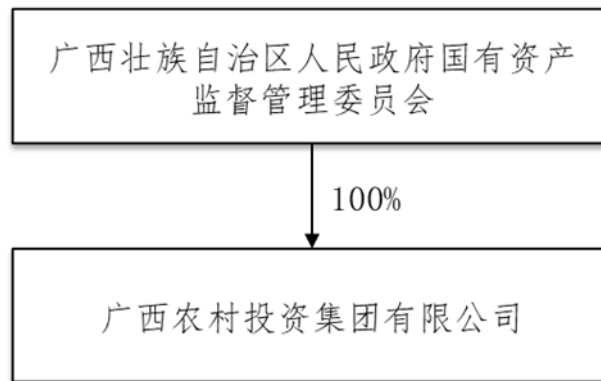 广西壮族自治区人民政府国有资产
监督管理委员会
100%
广西农村投资集团有限公司